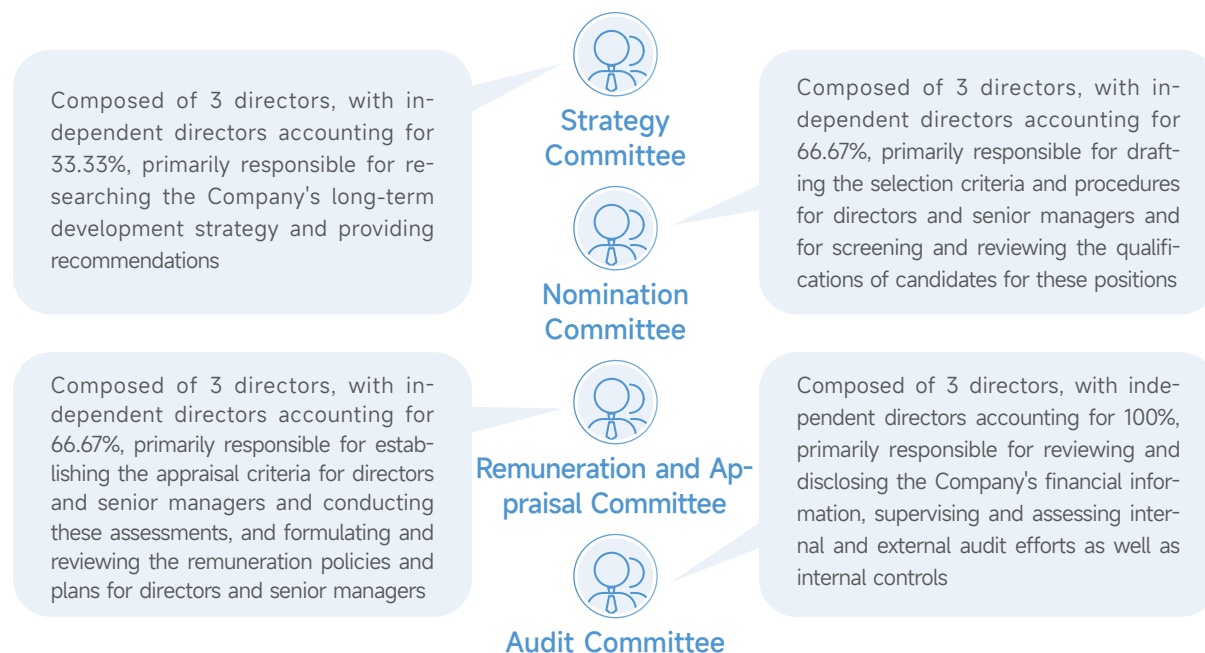 Strategy
Committee
Composed of 3 directors, with in-
dependent directors accounting for
33.33%, primarily responsible for re-
searching the Company's long-term
development strategy and providing
recommendations
Nomination
Committee
Composed of 3 directors, with in-
dependent directors accounting for
66.67%, primarily responsible for draft-
ing the selection criteria and procedures
for directors and senior managers and
for screening and reviewing the qualifi-
cations of candidates for these positions
Remuneration and Ap-
praisal Committee
Composed of 3 directors, with in-
dependent directors accounting for
66.67%, primarily responsible for estab-
lishing the appraisal criteria for directors
and senior managers and conducting
these assessments, and formulating and
reviewing the remuneration policies and
plans for directors and senior managers
Audit Committee
Composed of 3 directors, with inde-
pendent directors accounting for 100%,
primarily responsible for reviewing and
disclosing the Company's financial infor-
mation, supervising and assessing inter-
nal and external audit efforts as well as
internal controls